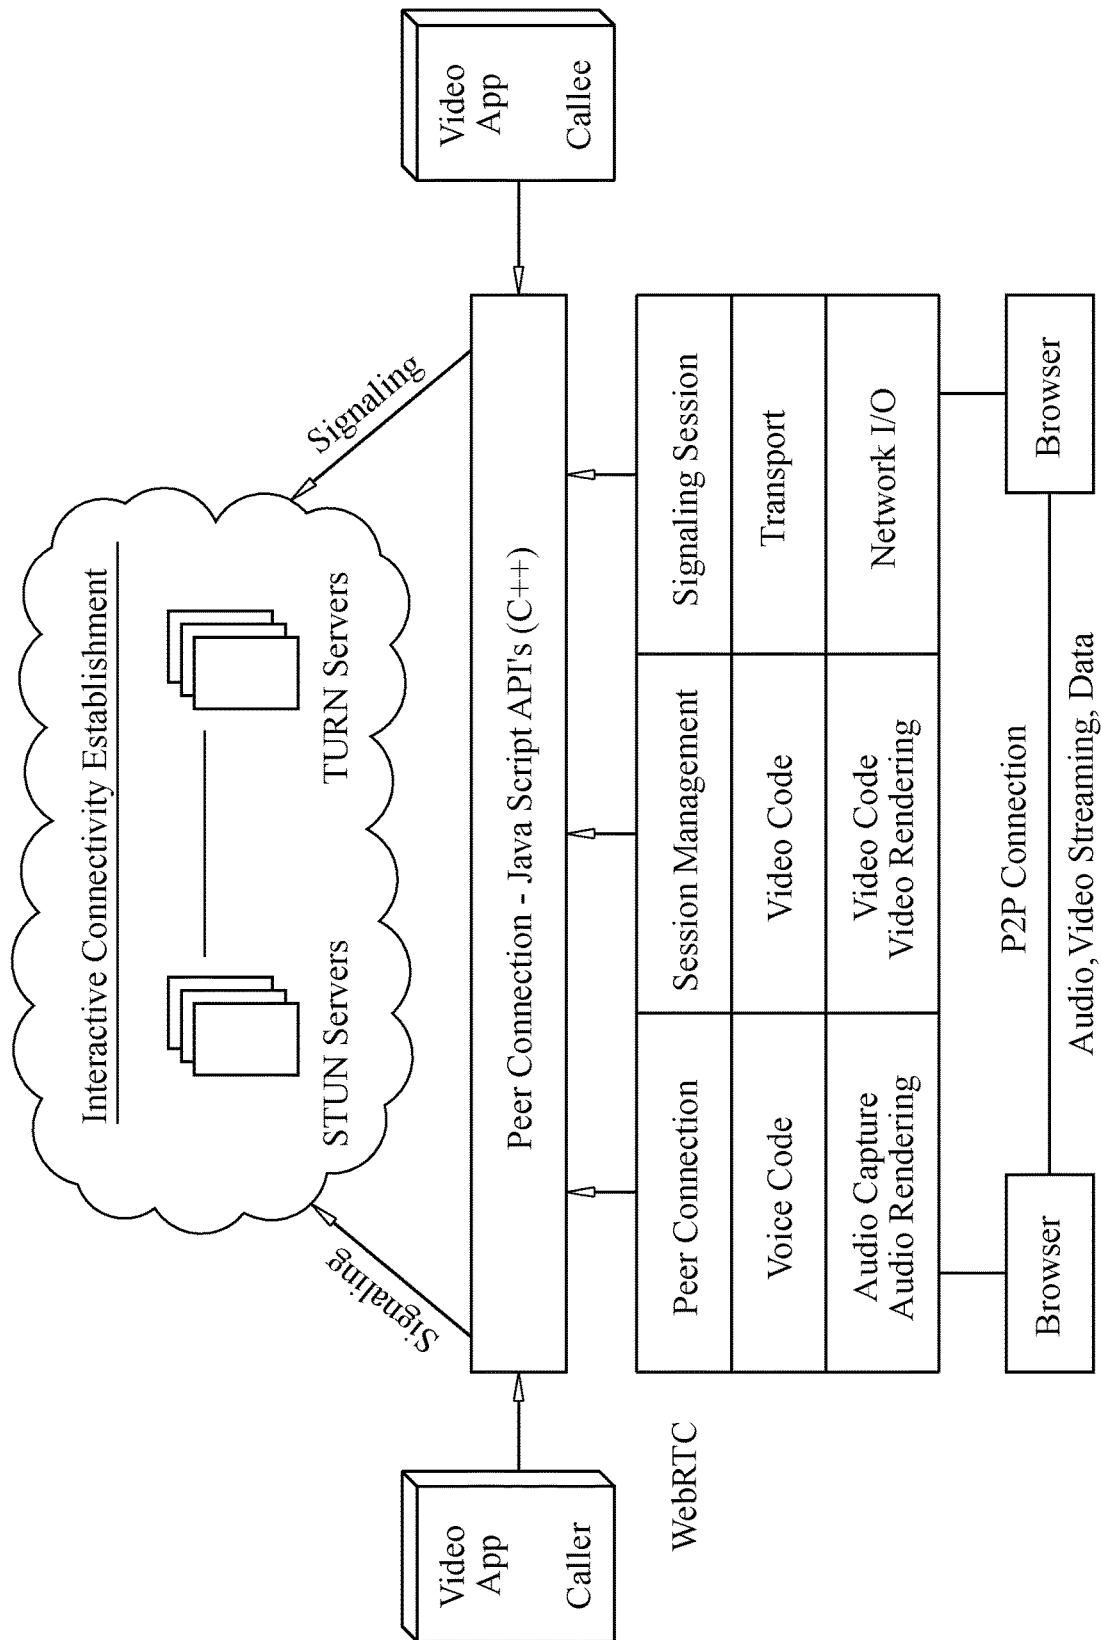 Interactive Connectivity Establishment
STUN Servers
TURN Servers
Signaling
Signaling
Video
App
Caller
Peer Connection - Java Script API's (C++)
Video
App
Callee
WebRTC
Peer Connection
Session Management
Signaling Session
Voice Code
Video Code
Transport
Audio Capture
Audio Rendering
Video Code
Video Rendering
Network I/O
Browser
P2P Connection
Audio, Video Streaming, Data
Browser